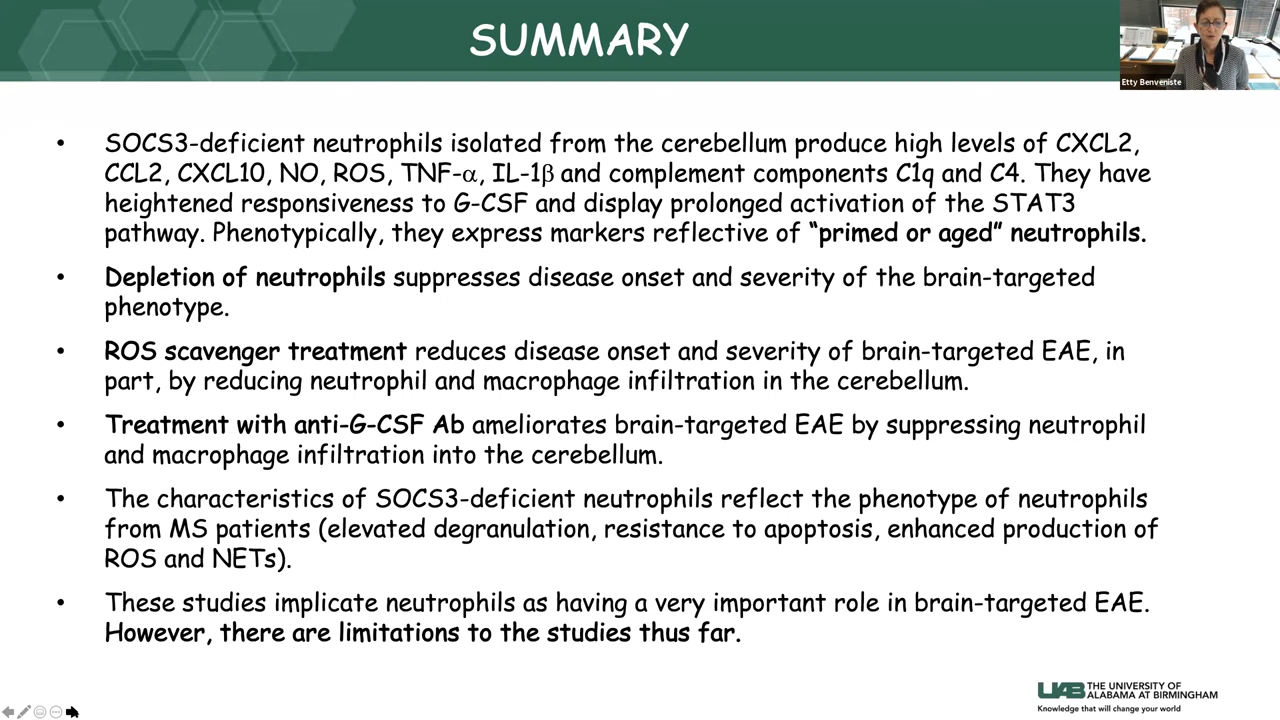 SUMMARY
Etty Benveniste
• SOCS3-deficient neutrophils isolated from the cerebellum produce high levels of CXCL2,
CCL2, CXCL10, NO, ROS, TNF-α, IL-1β and complement components C1q and C4. They have
heightened responsiveness to G-CSF and display prolonged activation of the STAT3
pathway. Phenotypically, they express markers reflective of “primed or aged” neutrophils.
• Depletion of neutrophils suppresses disease onset and severity of the brain-targeted
phenotype.
• ROS scavenger treatment reduces disease onset and severity of brain-targeted EAE, in
part, by reducing neutrophil and macrophage infiltration in the cerebellum.
• Treatment with anti-G-CSF Ab ameliorates brain-targeted EAE by suppressing neutrophil
and macrophage infiltration into the cerebellum.
• The characteristics of SOCS3-deficient neutrophils reflect the phenotype of neutrophils
from MS patients (elevated degranulation, resistance to apoptosis, enhanced production of
ROS and NETs).
• These studies implicate neutrophils as having a very important role in brain-targeted EAE.
However, there are limitations to the studies thus far.
UAB THE UNIVERSITY OF
ALABAMA AT BIRMINGHAM
Knowledge that will change your world